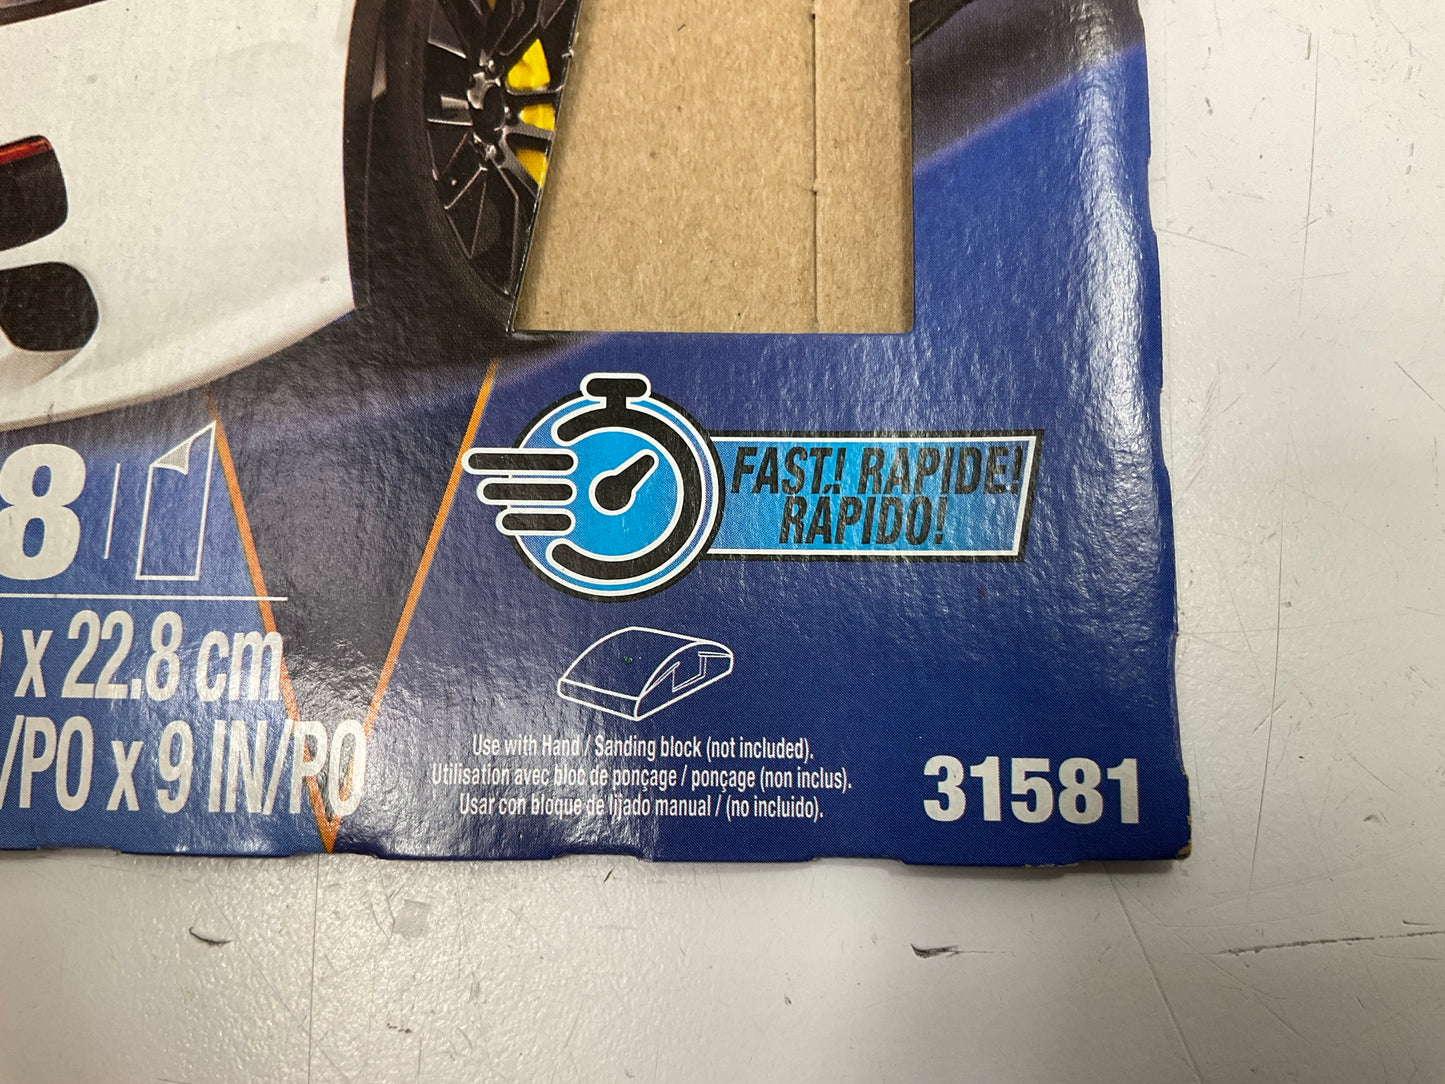 FAST! RAPIDE!
RÁPIDO!
8
x 22.8 cm
/PO x 9 IN/PO
Use with Hand / Sanding block (not included).
Utilisation avec bloc de ponçage / ponçage (non inclus).
Usar con bloque de lijado manual / (no incluido).
31581